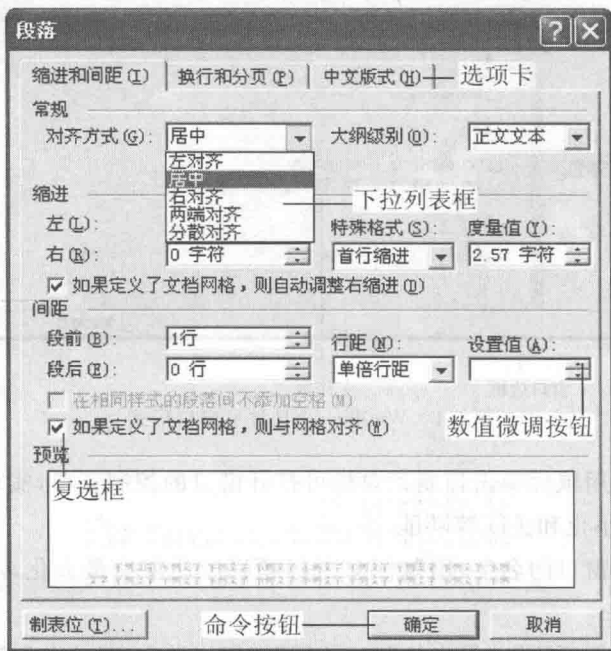 段落
缩进和间距(I) 换行和分页(P) 中文版式(H) 选项卡
常规
对齐方式(G): 居中 大纲级别(O): 正文文本
左对齐
居中
右对齐
两端对齐
分散对齐
下拉列表框
缩进
左(L): 特殊格式(S): 度量值(Y):
右(R): 0 字符 首行缩进 2.57 字符
如果定义了文档网格，则自动调整右缩进(D)
间距
段前(B): 1行 行距(N): 设置值(A):
段后(E): 0 行 单倍行距
在相同样式的段落间不添加空格(M)
如果定义了文档网格，则与网格对齐(W) 数值微调按钮
预览
复选框
制表位(T)... 命令按钮 确定 取消